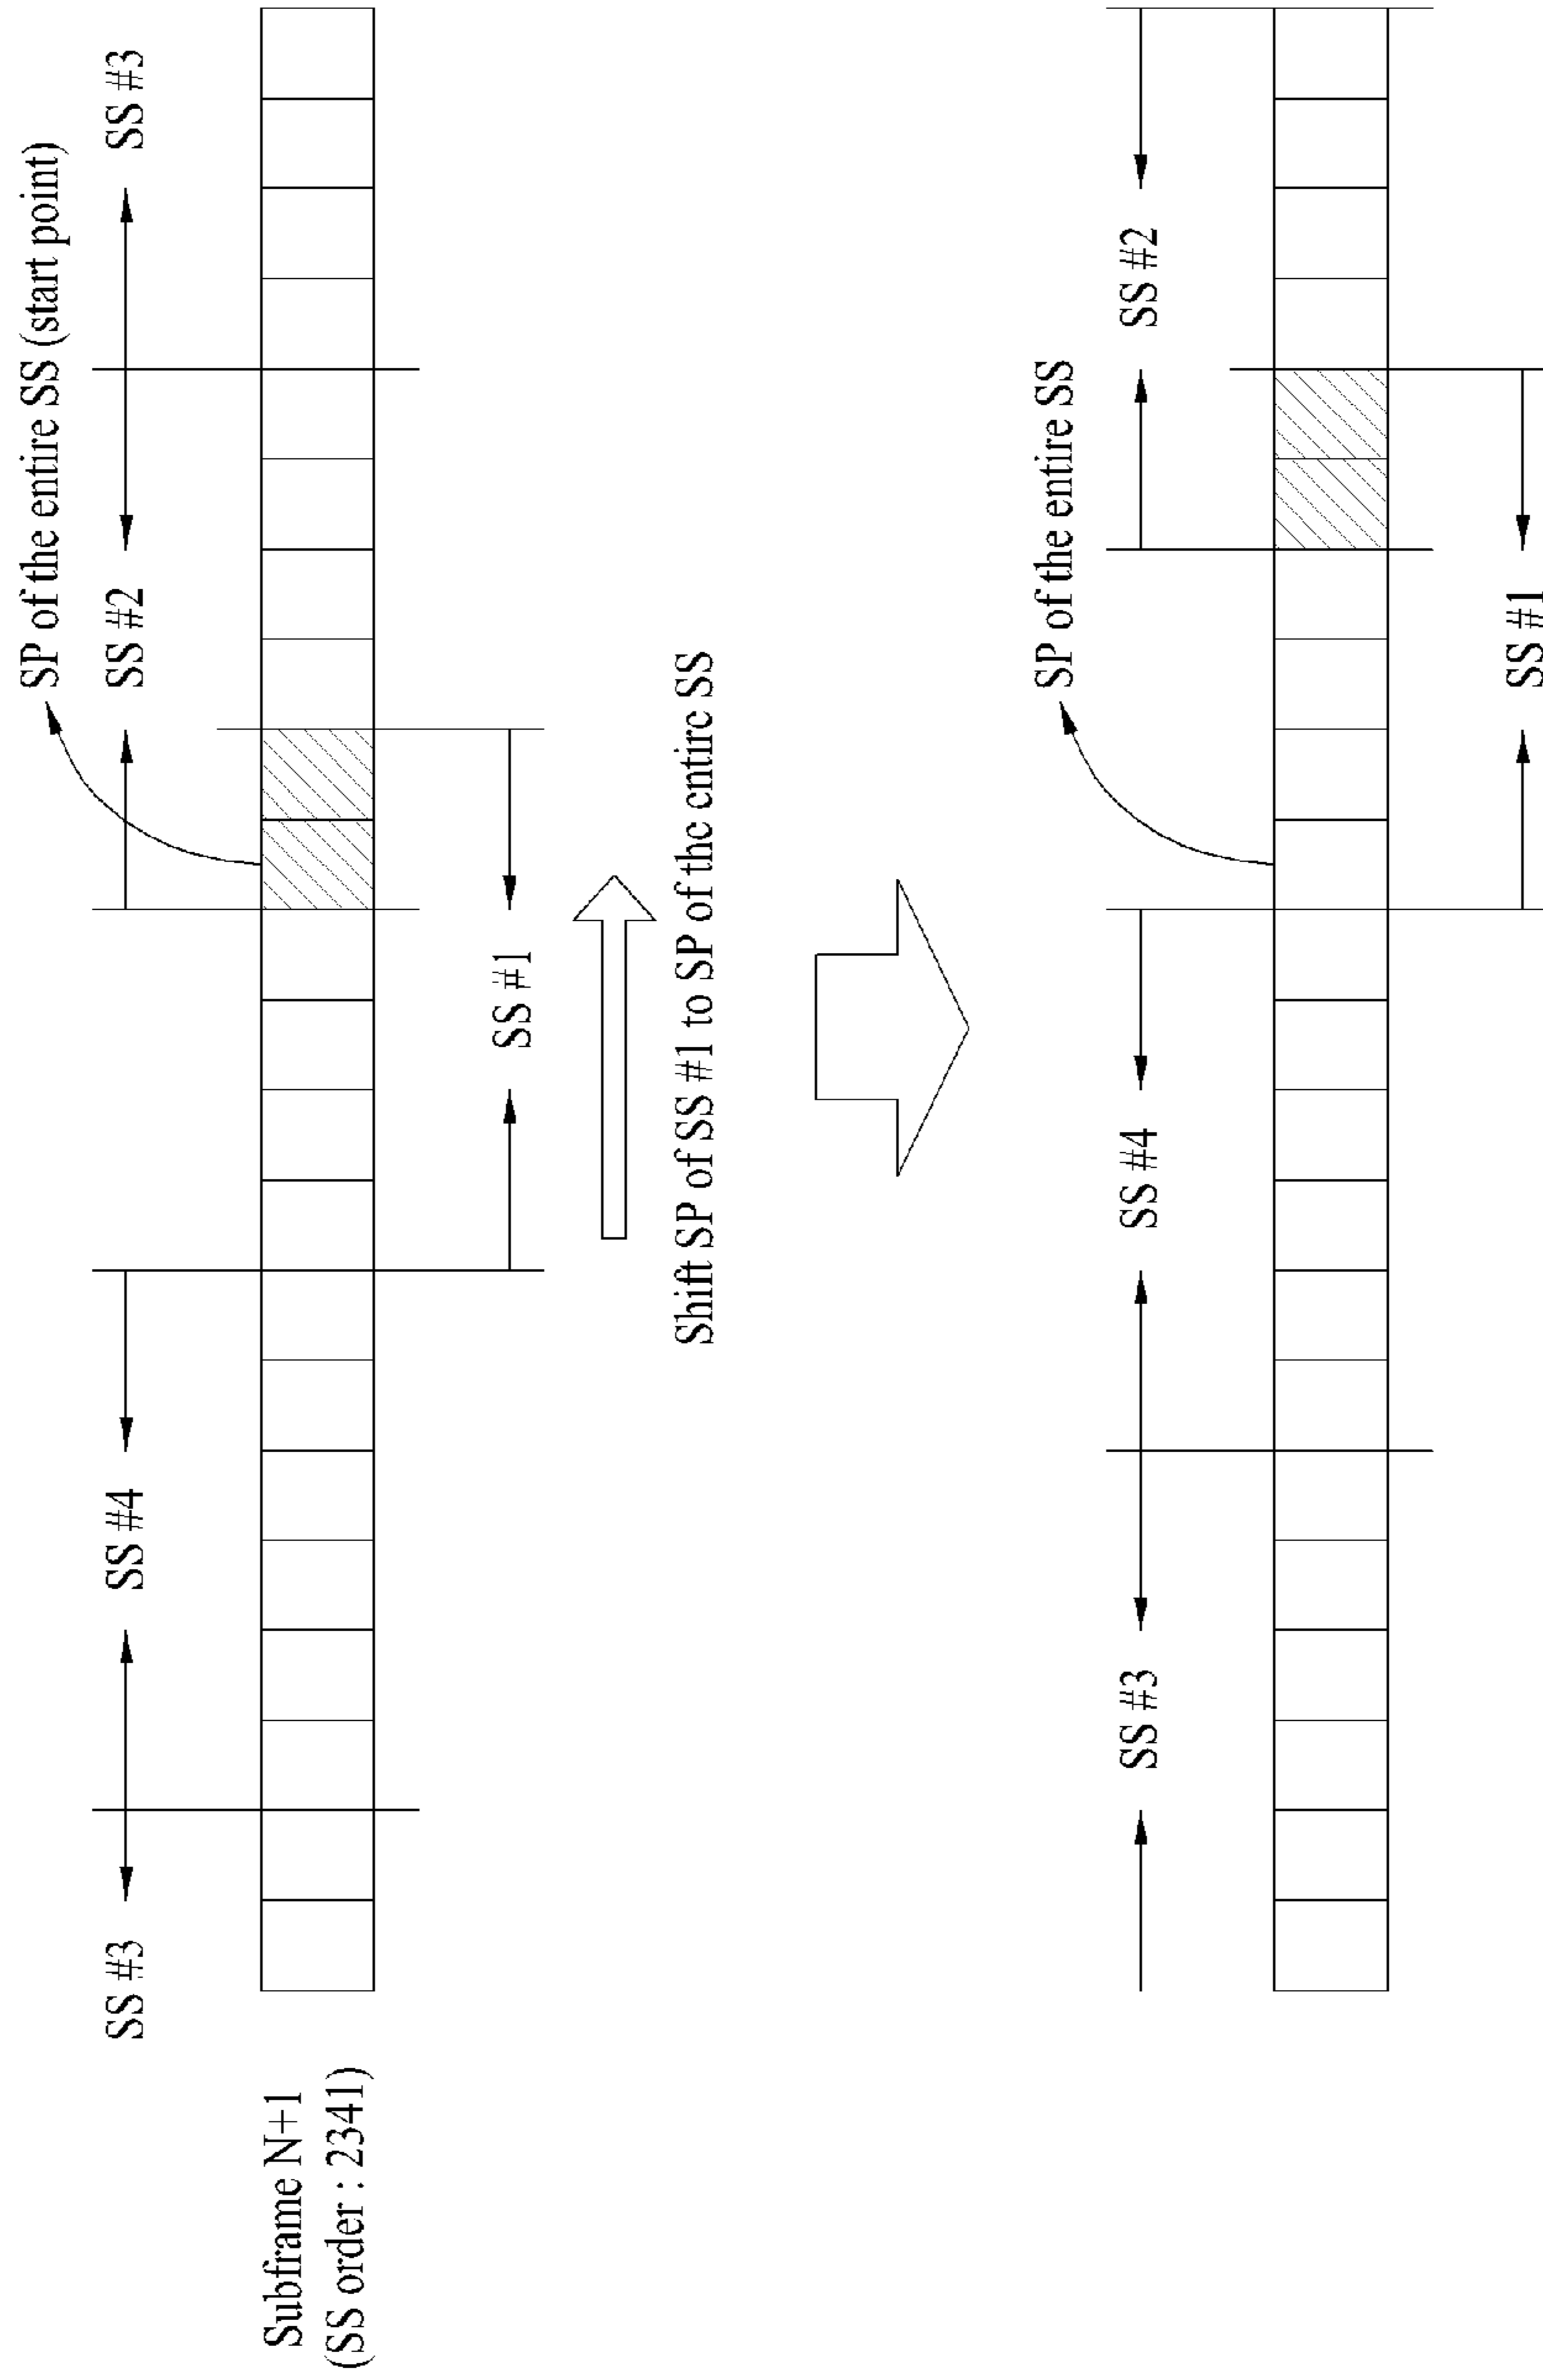 SP of the entire SS (start point)
SS #3
SS #4
SS #2
SS #3
Subframe N+1
(SS order : 2341)
SS #1
Shift SP of SS #1 to SP of the entire SS
SP of the entire SS
SS #3
SS #4
SS #2
SS #1